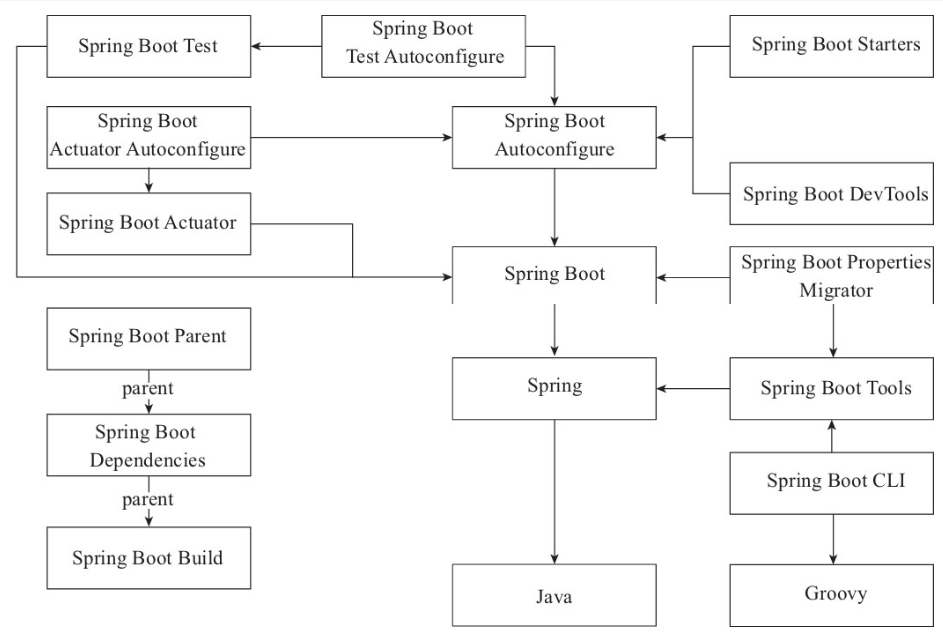 Spring Boot Test
Spring Boot
Test Autoconfigure
Spring Boot Starters
Spring Boot
Actuator Autoconfigure
Spring Boot
Autoconfigure
Spring Boot DevTools
Spring Boot Actuator
Spring Boot
Spring Boot Properties
Migrator
Spring Boot Parent
parent
Spring
Spring Boot Tools
Spring Boot
Dependencies
parent
Spring Boot CLI
Spring Boot Build
Java
Groovy